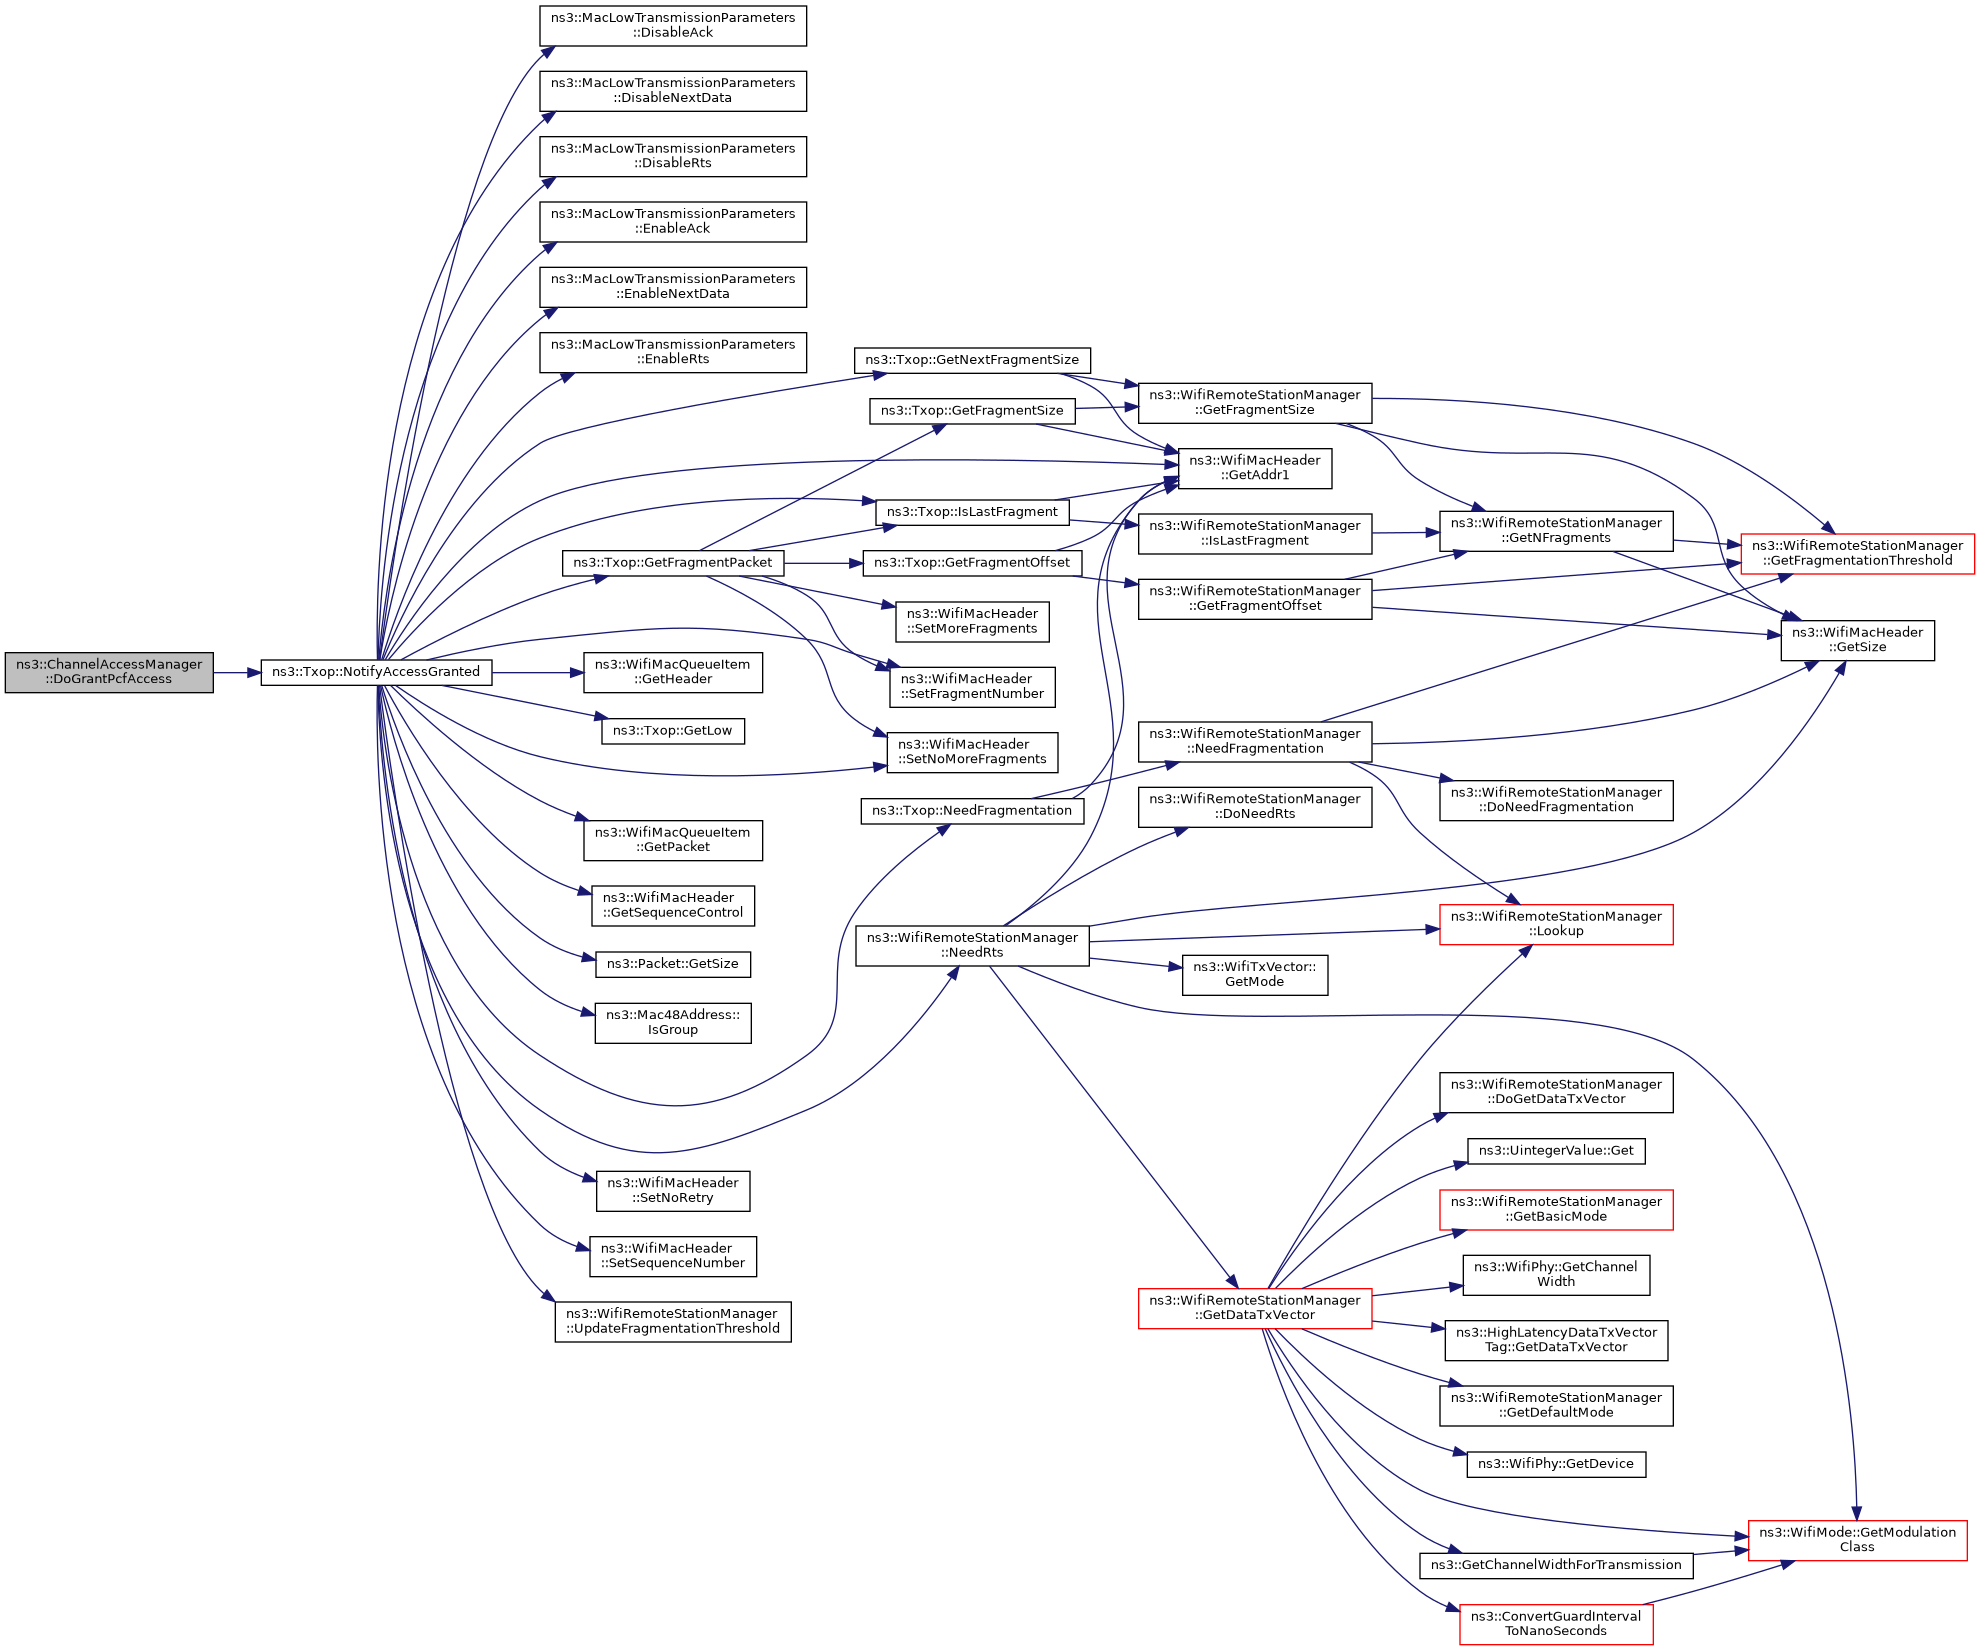 ns3::ChannelAccessManager
::DoGrantPcfAccess
ns3::Txop::NotifyAccessGranted
ns3::MacLowTransmissionParameters
::DisableAck
ns3::MacLowTransmissionParameters
::DisableNextData
ns3::MacLowTransmissionParameters
::DisableRts
ns3::MacLowTransmissionParameters
::EnableAck
ns3::MacLowTransmissionParameters
::EnableNextData
ns3::MacLowTransmissionParameters
::EnableRts
ns3::Txop::GetFragmentPacket
ns3::WifiMacQueueItem
::GetHeader
ns3::Txop::GetLow
ns3::WifiMacQueueItem
::GetPacket
ns3::WifiMacHeader
::GetSequenceControl
ns3::Packet::GetSize
ns3::Mac48Address::
IsGroup
ns3::WifiMacHeader
::SetNoRetry
ns3::WifiMacHeader
::SetSequenceNumber
ns3::WifiRemoteStationManager
::UpdateFragmentationThreshold
ns3::Txop::GetNextFragmentSize
ns3::Txop::GetFragmentSize
ns3::Txop::IsLastFragment
ns3::Txop::GetFragmentOffset
ns3::WifiMacHeader
::SetMoreFragments
ns3::WifiMacHeader
::SetFragmentNumber
ns3::WifiMacHeader
::SetNoMoreFragments
ns3::Txop::NeedFragmentation
ns3::WifiRemoteStationManager
::NeedRts
ns3::WifiRemoteStationManager
::GetFragmentSize
ns3::WifiMacHeader
::GetAddr1
ns3::WifiRemoteStationManager
::IsLastFragment
ns3::WifiRemoteStationManager
::GetFragmentOffset
ns3::WifiRemoteStationManager
::NeedFragmentation
ns3::WifiRemoteStationManager
::DoNeedRts
ns3::WifiTxVector::
GetMode
ns3::WifiRemoteStationManager
::GetDataTxVector
ns3::WifiRemoteStationManager
::GetNFragments
ns3::WifiRemoteStationManager
::DoNeedFragmentation
ns3::WifiRemoteStationManager
::Lookup
ns3::WifiRemoteStationManager
::DoGetDataTxVector
ns3::UintegerValue::Get
ns3::WifiRemoteStationManager
::GetBasicMode
ns3::WifiPhy::GetChannel
Width
ns3::HighLatencyDataTxVector
Tag::GetDataTxVector
ns3::WifiRemoteStationManager
::GetDefaultMode
ns3::WifiPhy::GetDevice
ns3::GetChannelWidthForTransmission
ns3::ConvertGuardInterval
ToNanoSeconds
ns3::WifiRemoteStationManager
::GetFragmentationThreshold
ns3::WifiMacHeader
::GetSize
ns3::WifiMode::GetModulation
Class